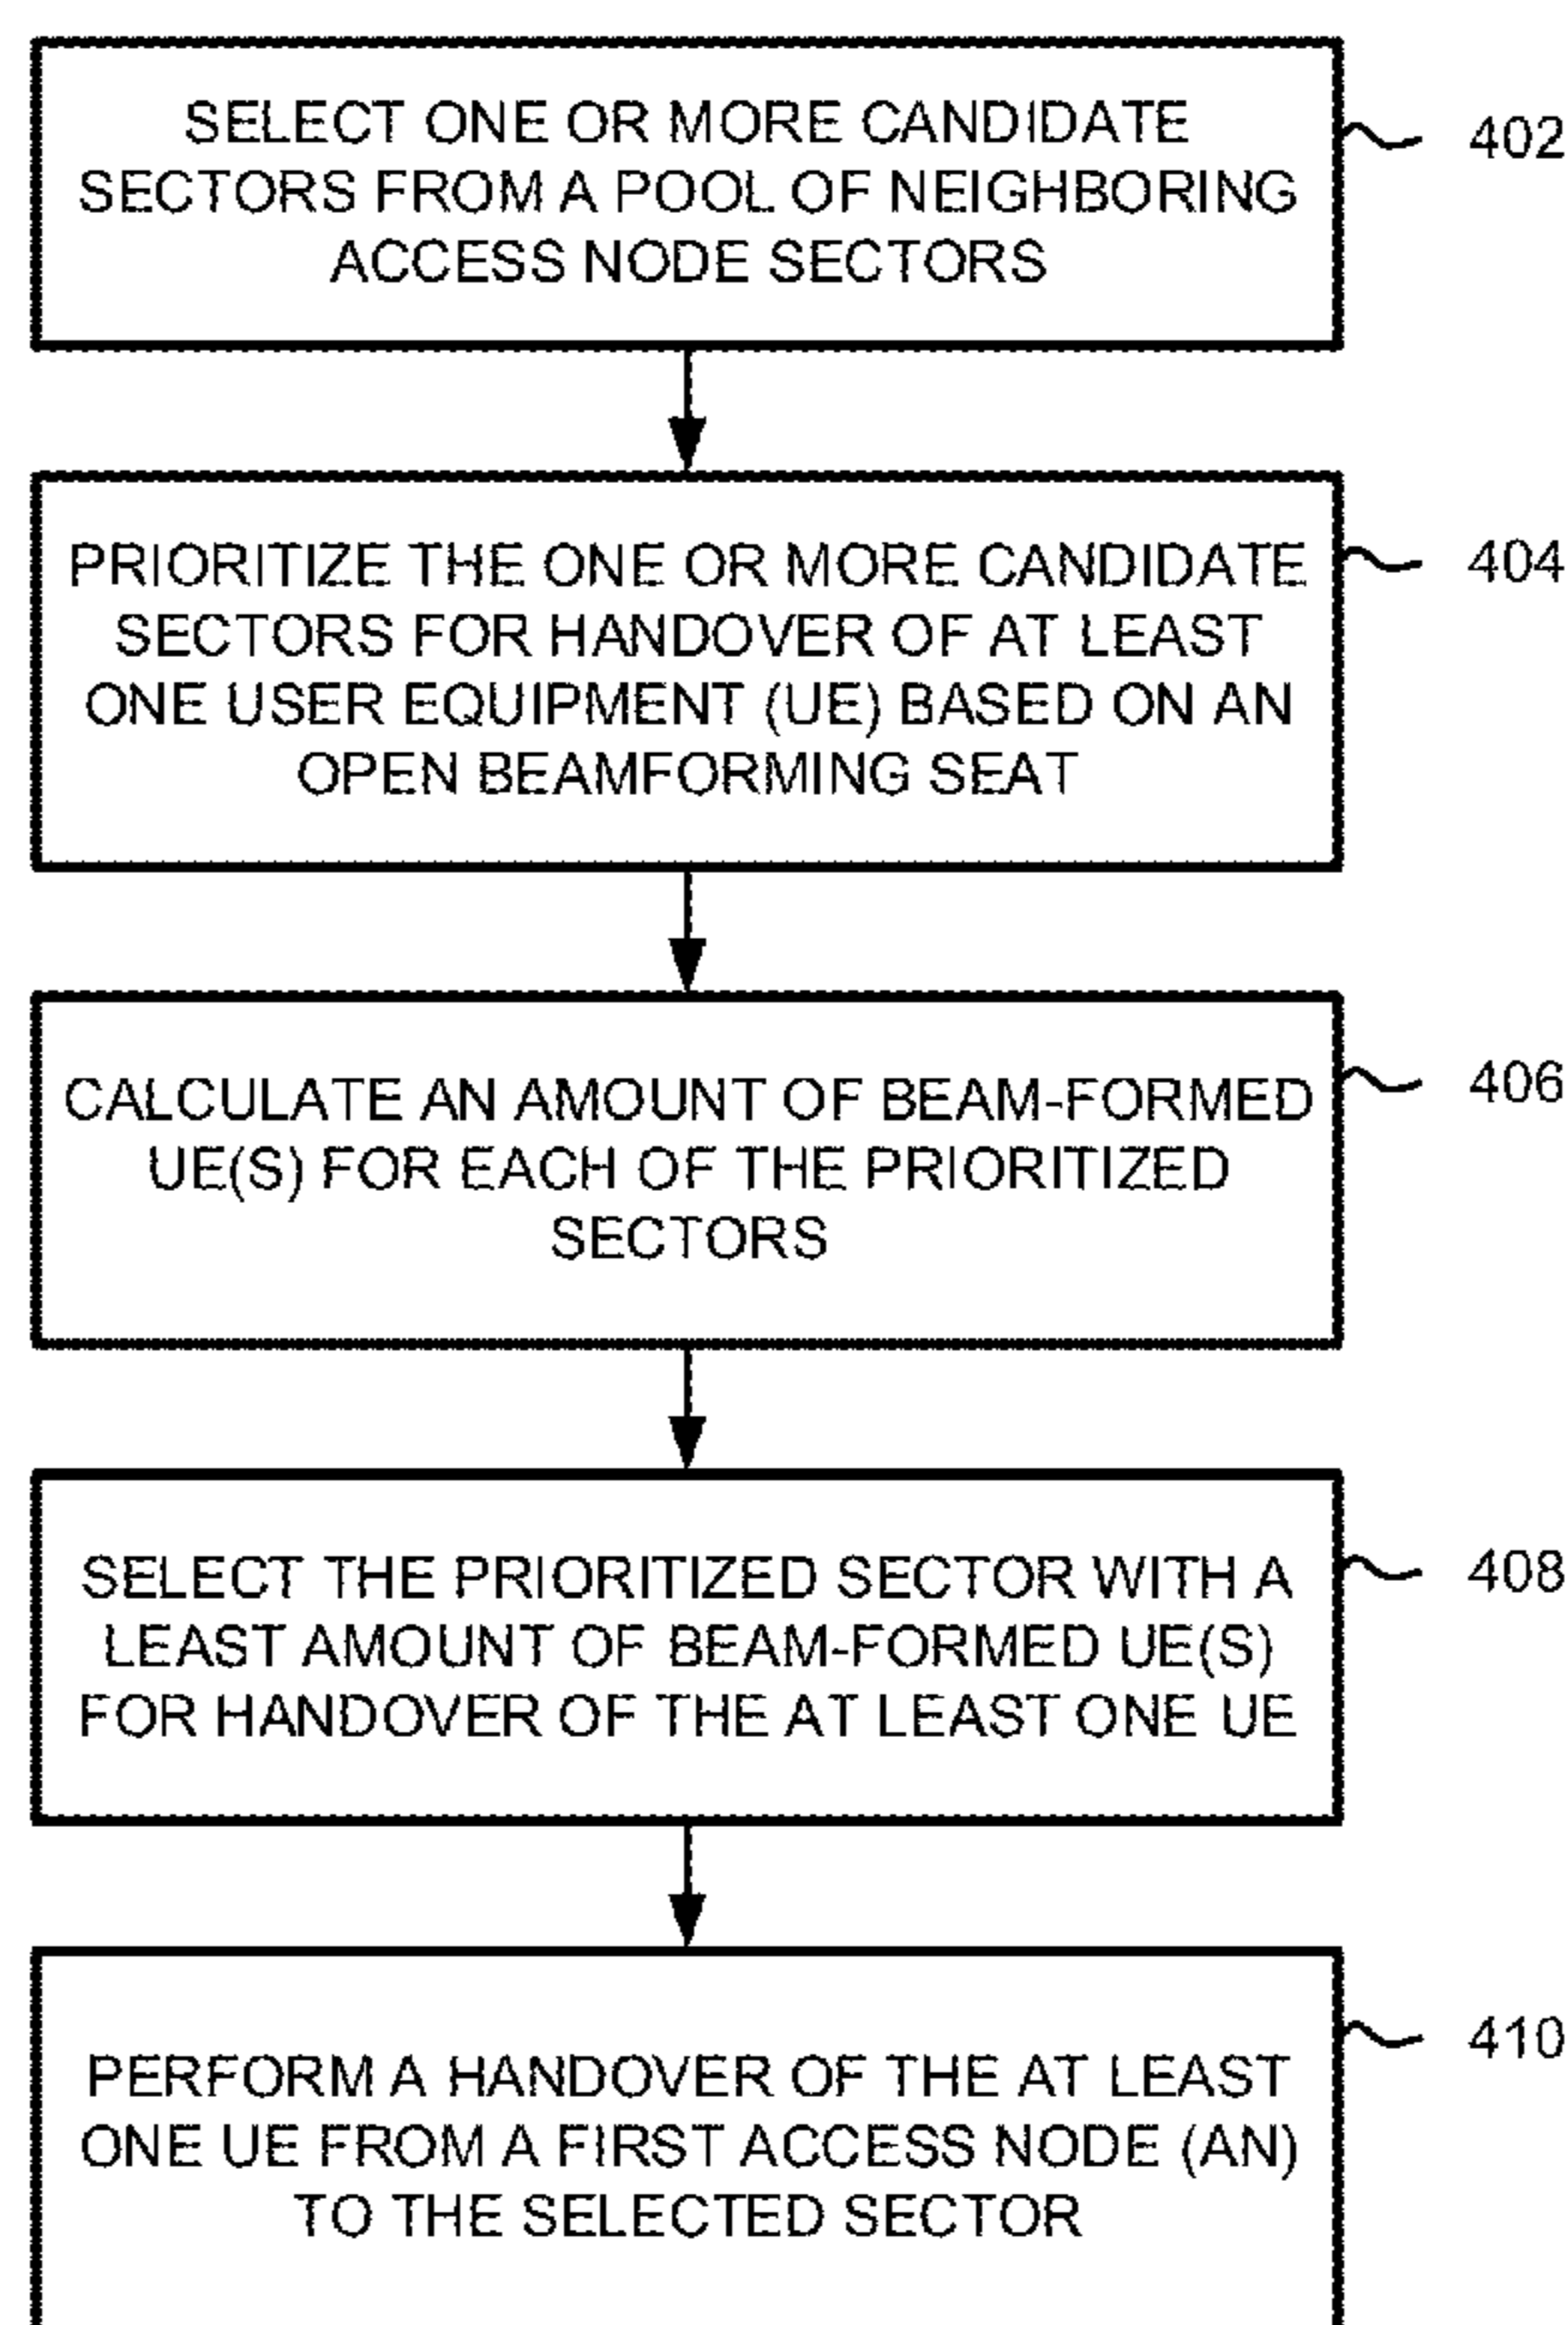 SELECT ONE OR MORE CANDIDATE
SECTORS FROM A POOL OF NEIGHBORING
ACCESS NODE SECTORS
402
PRIORITIZE THE ONE OR MORE CANDIDATE
SECTORS FOR HANDOVER OF AT LEAST
ONE USER EQUIPMENT (UE) BASED ON AN
OPEN BEAMFORMING SEAT
404
CALCULATE AN AMOUNT OF BEAM-FORMED
UE(S) FOR EACH OF THE PRIORITIZED
SECTORS
406
SELECT THE PRIORITIZED SECTOR WITH A
LEAST AMOUNT OF BEAM-FORMED UE(S)
FOR HANDOVER OF THE AT LEAST ONE UE
408
PERFORM A HANDOVER OF THE AT LEAST
ONE UE FROM A FIRST ACCESS NODE (AN)
TO THE SELECTED SECTOR
410